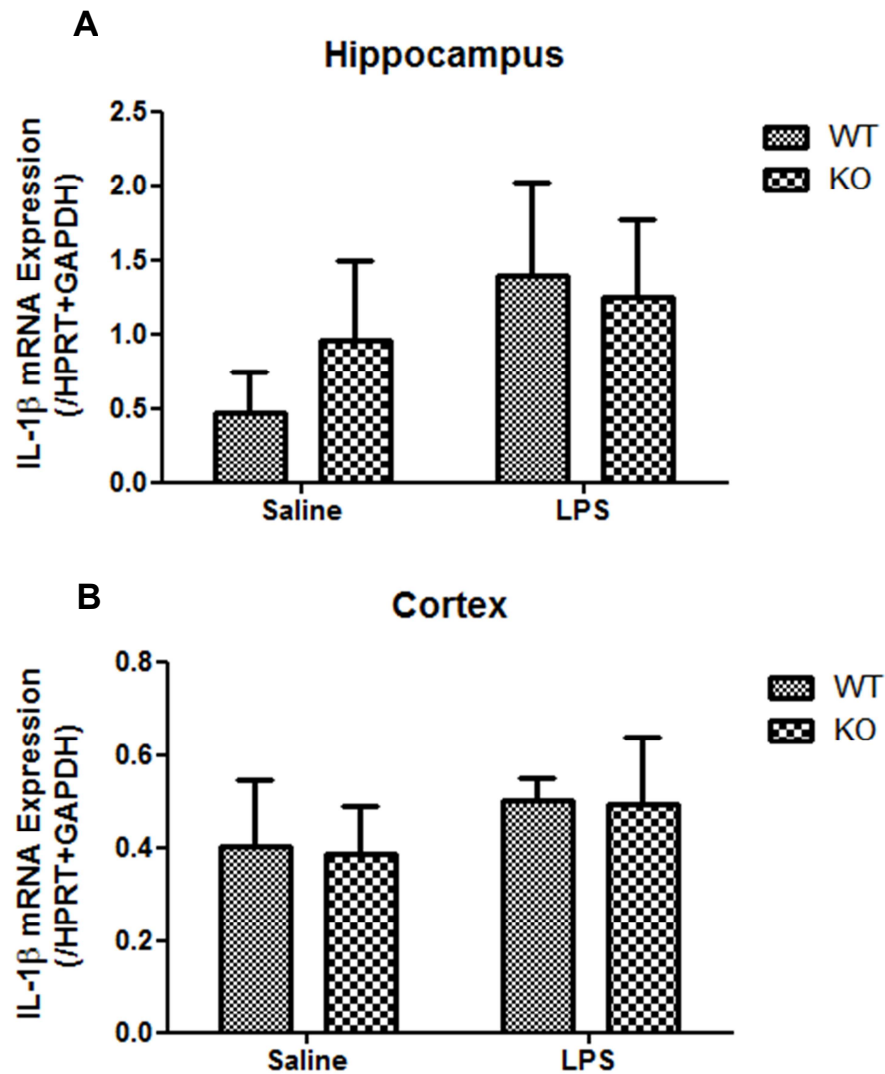 A
Hippocampus
IL-1β mRNA Expression
(/HPRT+GAPDH)
2.5
2.0
1.5
1.0
0.5
0.0
Saline
LPS
WT
KO
B
Cortex
IL-1β mRNA Expression
(/HPRT+GAPDH)
0.8
0.6
0.4
0.2
0.0
Saline
LPS
WT
KO